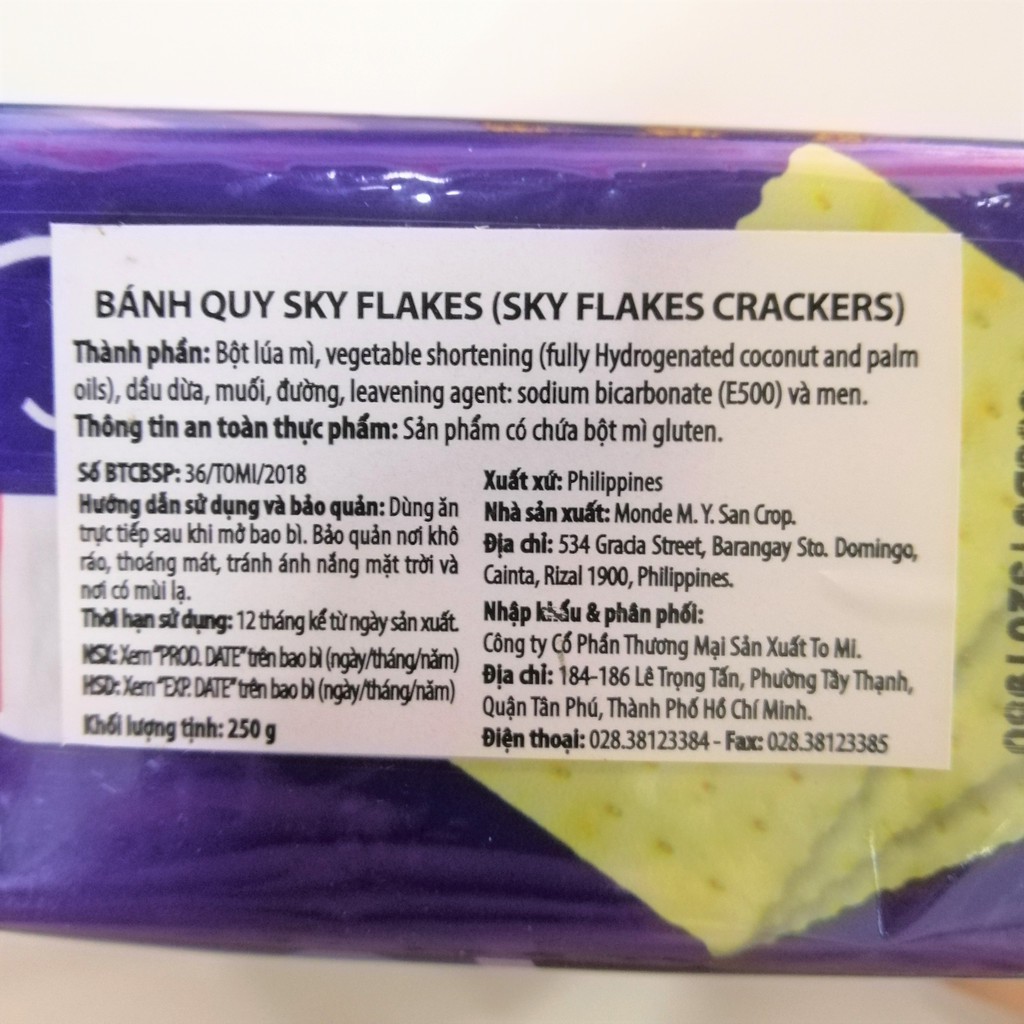 BÁNH QUY SKY FLAKES (SKY FLAKES CRACKERS)
Thành phần: Bột lúa mì, vegetable shortening (fully Hydrogenated coconut and palm
oils), dầu dừa, muối, đường, leavening agent: sodium bicarbonate (E500) và men.
Thông tin an toàn thực phẩm: Sản phẩm có chứa bột mì gluten.
Số BTCBSP: 36/TOMI/2018
Hướng dẫn sử dụng và bảo quản: Dùng ăn
trực tiếp sau khi mở bao bì. Bảo quản nơi khô
ráo, thoáng mát, tránh ánh nắng mặt trời và
nơi có mùi lạ.
Thời hạn sử dụng: 12 tháng kể từ ngày sản xuất.
NSX: Xem "PROD. DATE" trên bao bì (ngày/tháng/năm)
HSD: Xem "EXP. DATE" trên bao bì (ngày/tháng/năm)
Khối lượng tịnh: 250 g
Xuất xứ: Philippines
Nhà sản xuất: Monde M. Y. San Crop.
Địa chỉ: 534 Gracia Street, Barangay Sto. Domingo,
Cainta, Rizal 1900, Philippines.
Nhập khẩu & phân phối:
Công ty Cổ Phần Thương Mại Sản Xuất To Mi.
Địa chỉ: 184-186 Lê Trọng Tấn, Phường Tây Thạnh,
Quận Tân Phú, Thành Phố Hồ Chí Minh.
Điện thoại: 028.38123384 - Fax: 028.38123385